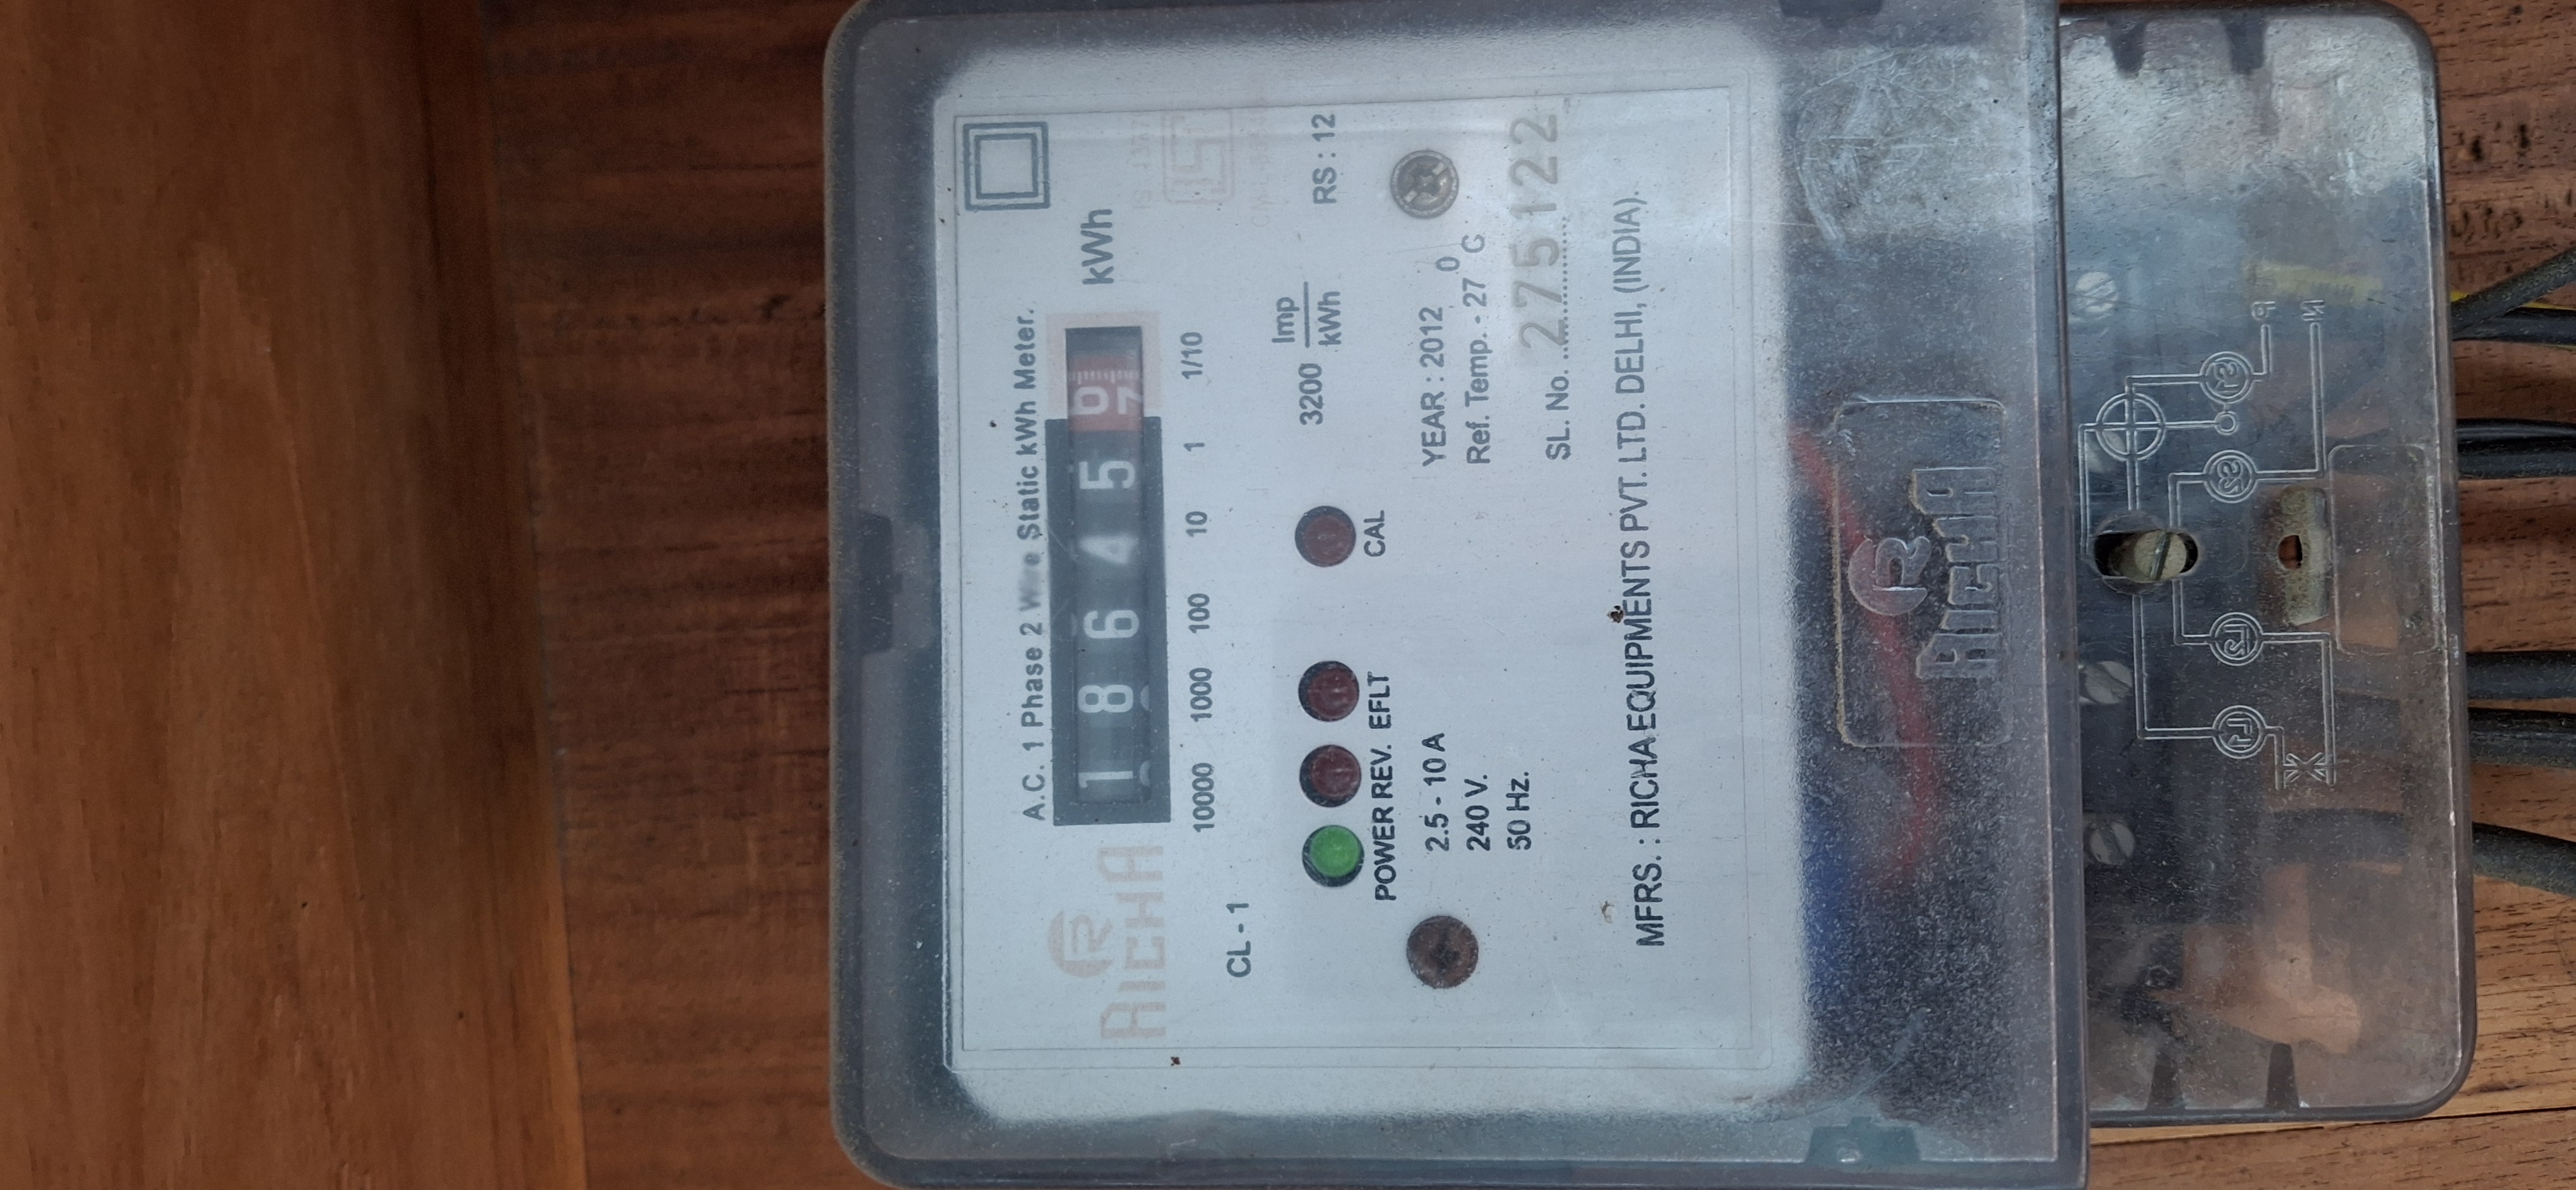 A.C. 1 Phase 2 Wire Static kWh Meter.
RICHA
1 8 6 4 5 6 kWh
7
10000 1000 100 10 1 1/10
CL - 1
3200 Imp
kWh
RS : 12
POWER REV. EFLT CAL
2.5 - 10 A
240 V.
50 Hz.
YEAR : 2012
Ref. Temp. - 27 0 C
SL. No. 275122
MFRS. : RICHA EQUIPMENTS PVT. LTD. DELHI, (INDIA).
R
RICHA